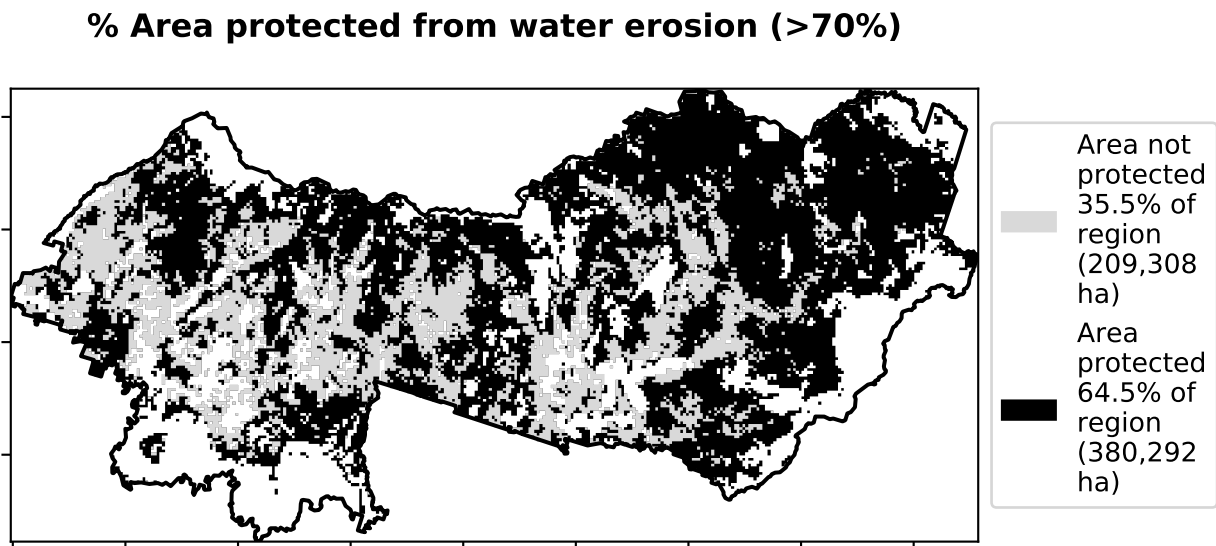 % Area protected from water erosion (>70%)
Area not
protected
35.5% of
region
(209,308
ha)
Area
protected
64.5% of
region
(380,292
ha)